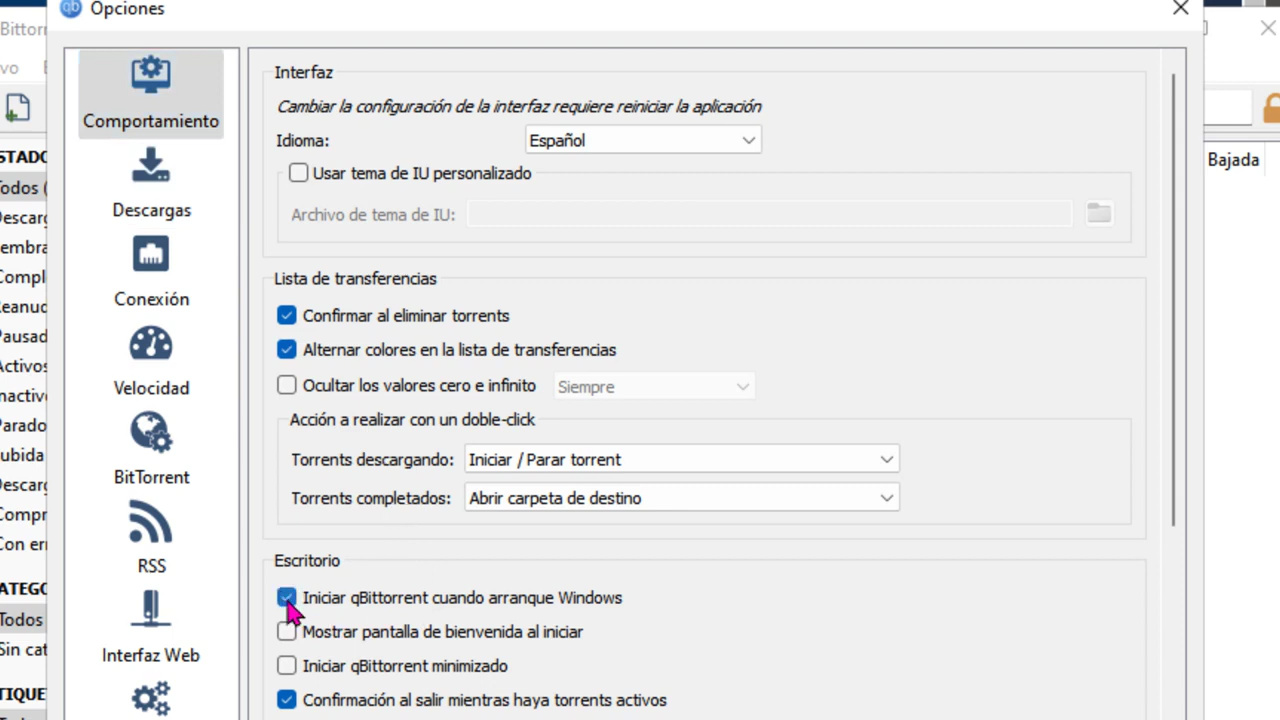 Opciones
Comportamiento
Descargas
Conexión
Velocidad
BitTorrent
RSS
Interfaz Web
Interfaz
Cambiar la configuración de la interfaz requiere reiniciar la aplicación
Idioma: Español
Usar tema de IU personalizado
Archivo de tema de IU:
Lista de transferencias
Confirmar al eliminar torrents
Alternar colores en la lista de transferencias
Ocultar los valores cero e infinito Siempre
Acción a realizar con un doble-click
Torrents descargando: Iniciar / Parar torrent
Torrents completados: Abrir carpeta de destino
Escritorio
Iniciar qBittorrent cuando arranque Windows
Mostrar pantalla de bienvenida al iniciar
Iniciar qBittorrent minimizado
Confirmación al salir mientras haya torrents activos
Bajada